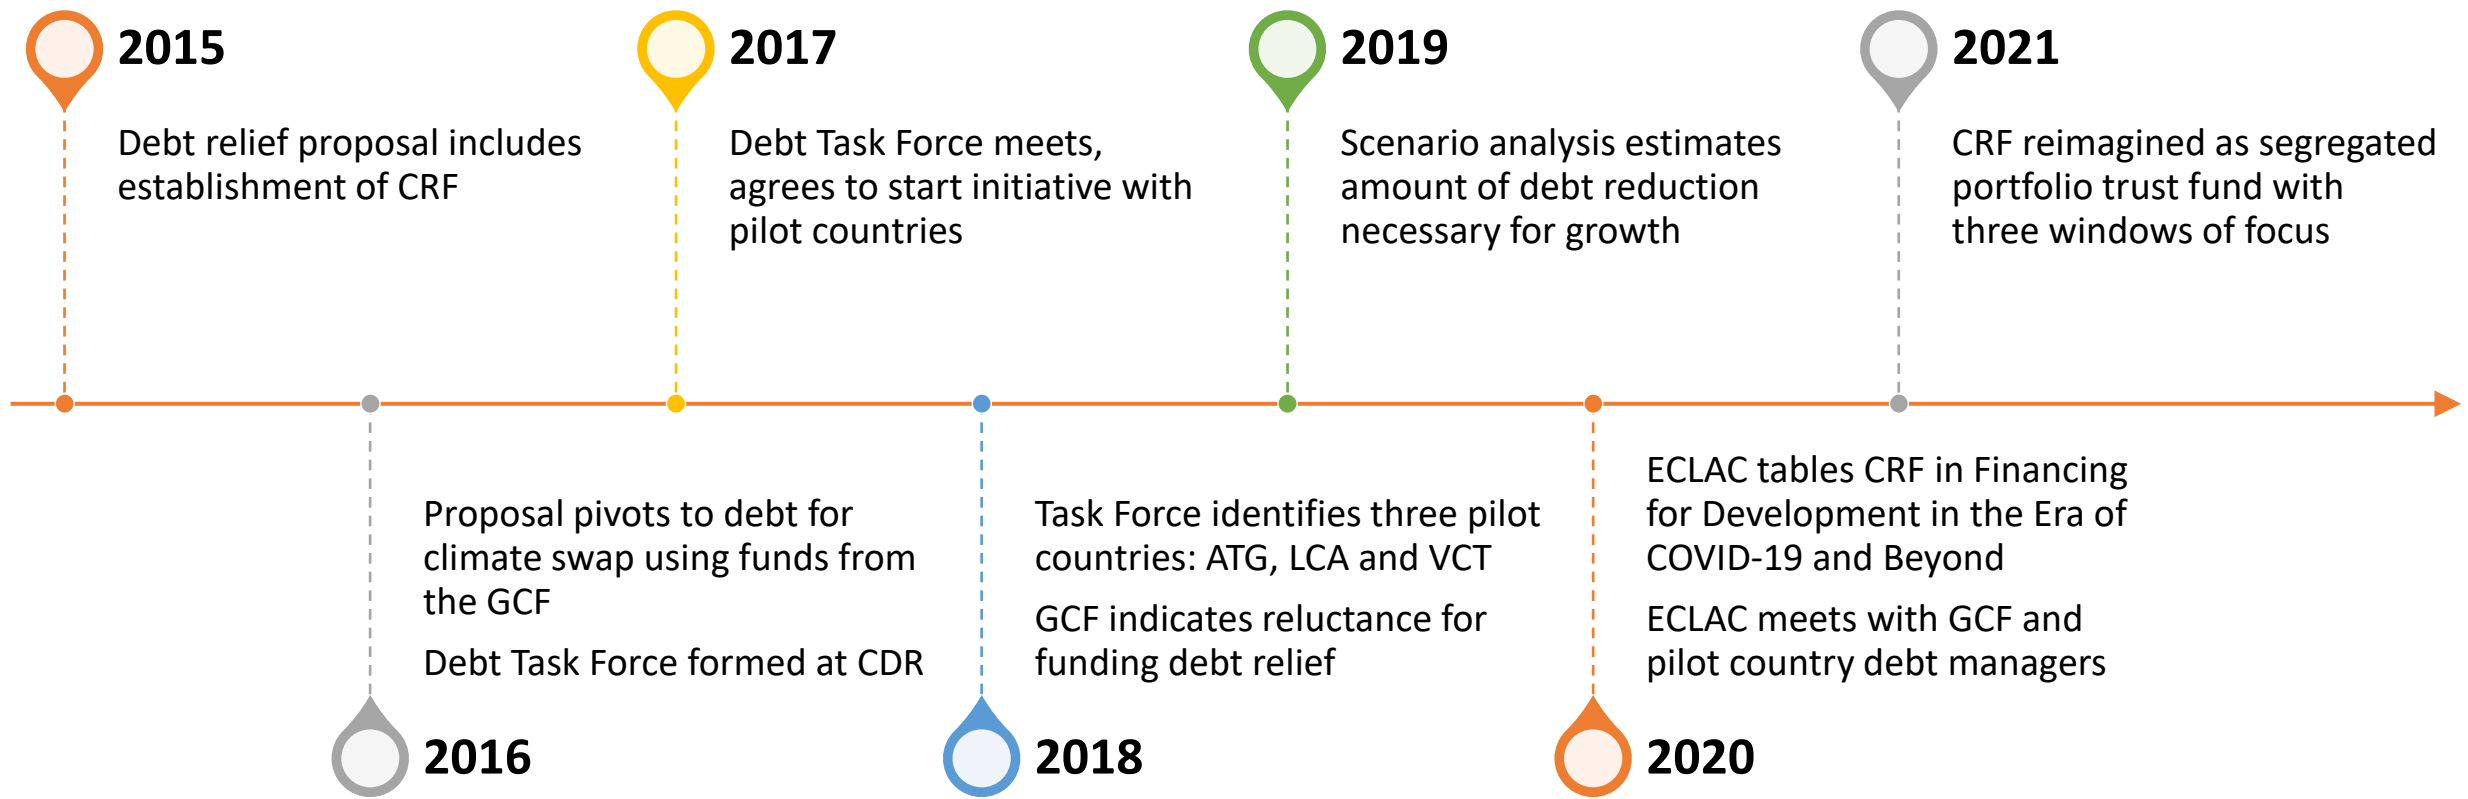 2015
Debt relief proposal includes
establishment of CRF
2017
Debt Task Force meets,
agrees to start initiative with
pilot countries
2019
Scenario analysis estimates
amount of debt reduction
necessary for growth
2021
CRF reimagined as segregated
portfolio trust fund with
three windows of focus
Proposal pivots to debt for
climate swap using funds from
the GCF
Debt Task Force formed at CDR
2016
Task Force identifies three pilot
countries: ATG, LCA and VCT
GCF indicates reluctance for
funding debt relief
2018
ECLAC tables CRF in Financing
for Development in the Era of
COVID-19 and Beyond
ECLAC meets with GCF and
pilot country debt managers
2020